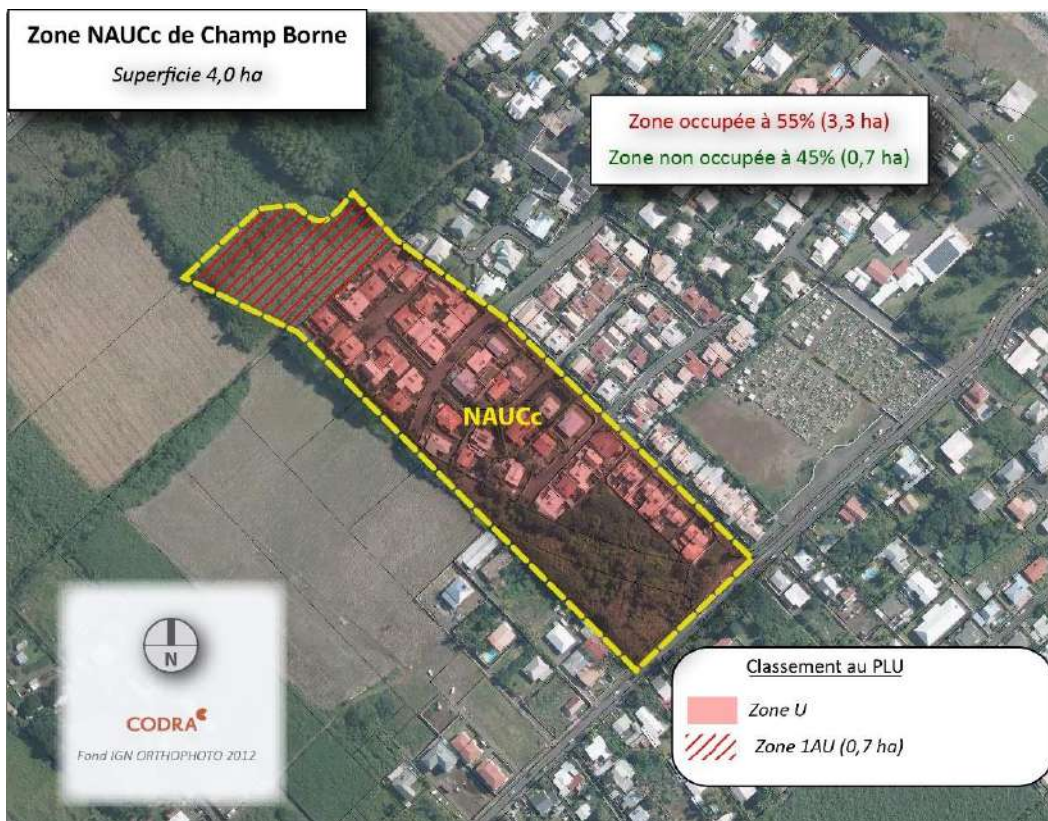 Zone NAUCc de Champ Borne
Superficie 4,0 ha
Zone occupée à 55% (3,3 ha)
Zone non occupée à 45% (0,7 ha)
NAUCc
N
CODRA
Fond IGN ORTHOPHOTO 2012
Classement au PLU
Zone U
Zone 1AU (0,7 ha)